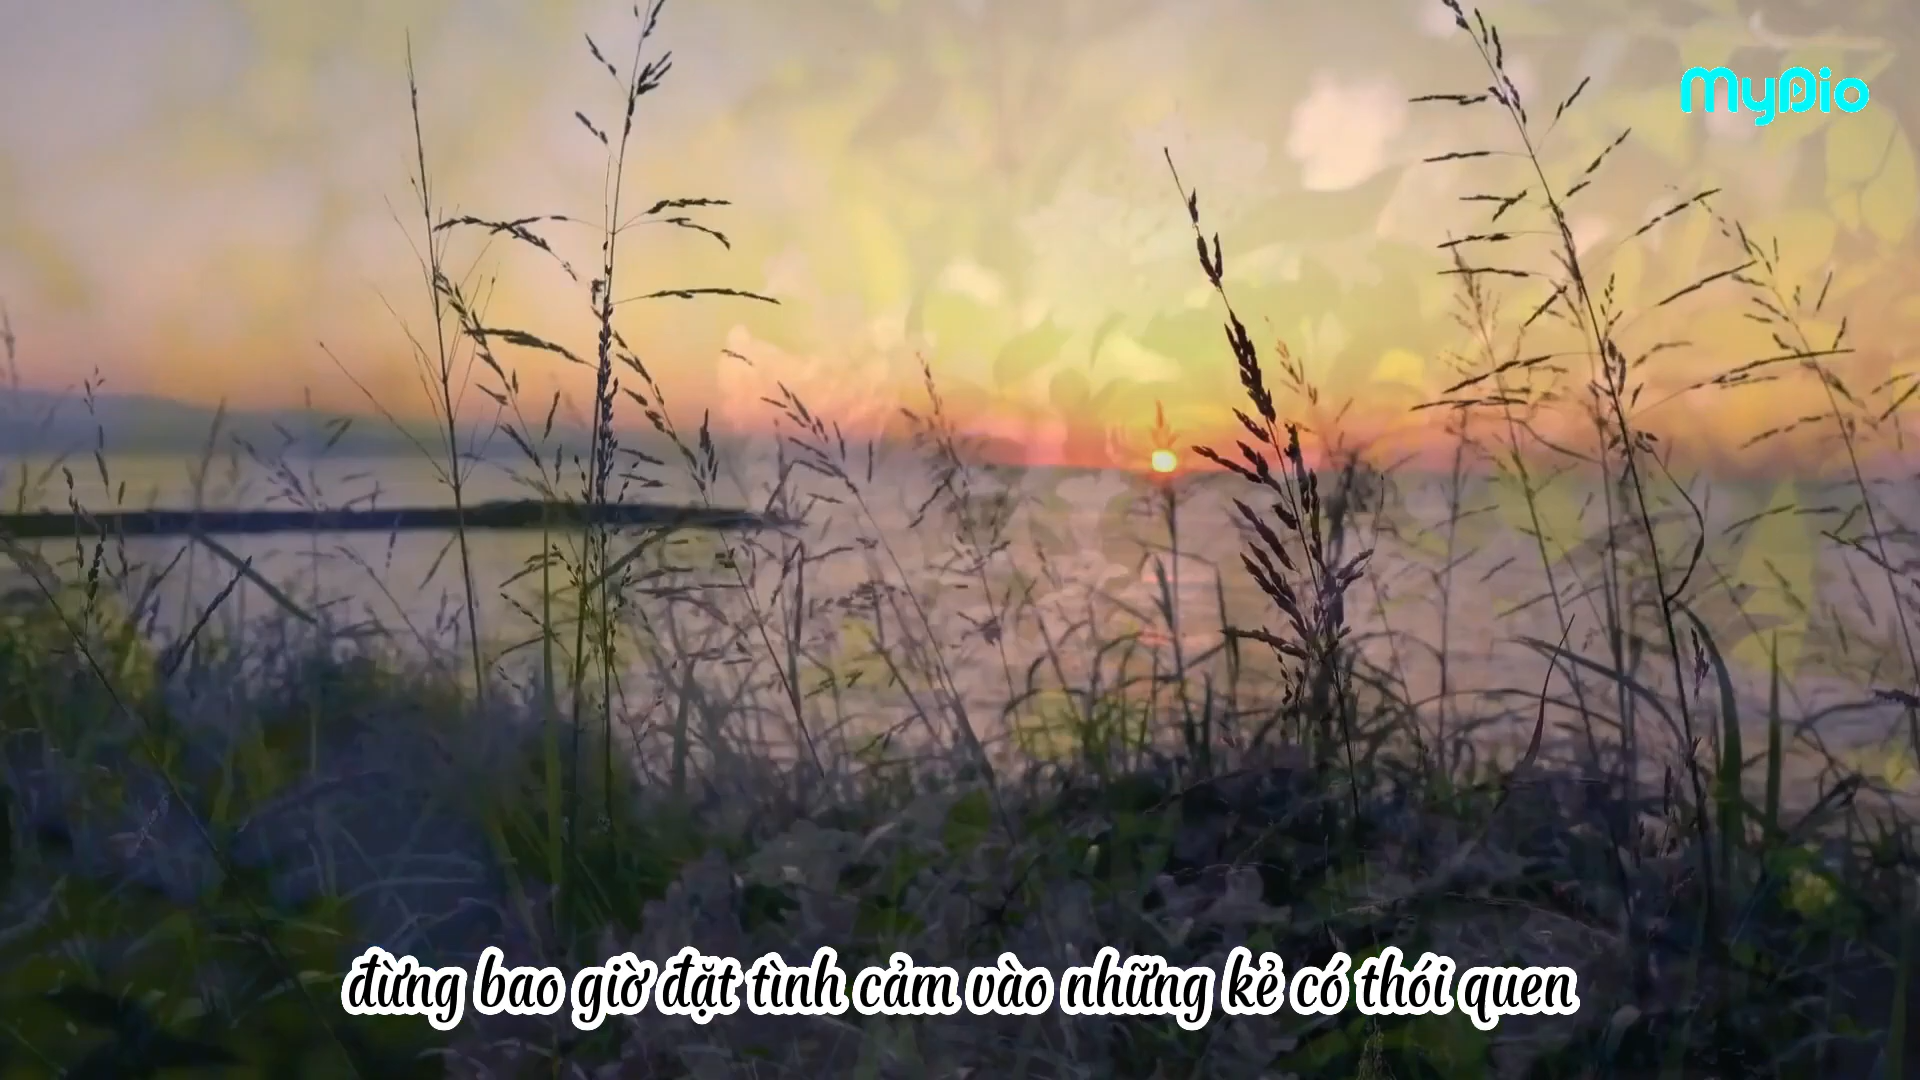 MyDio
đừng bao giờ đặt tình cảm vào những kẻ có thói quen